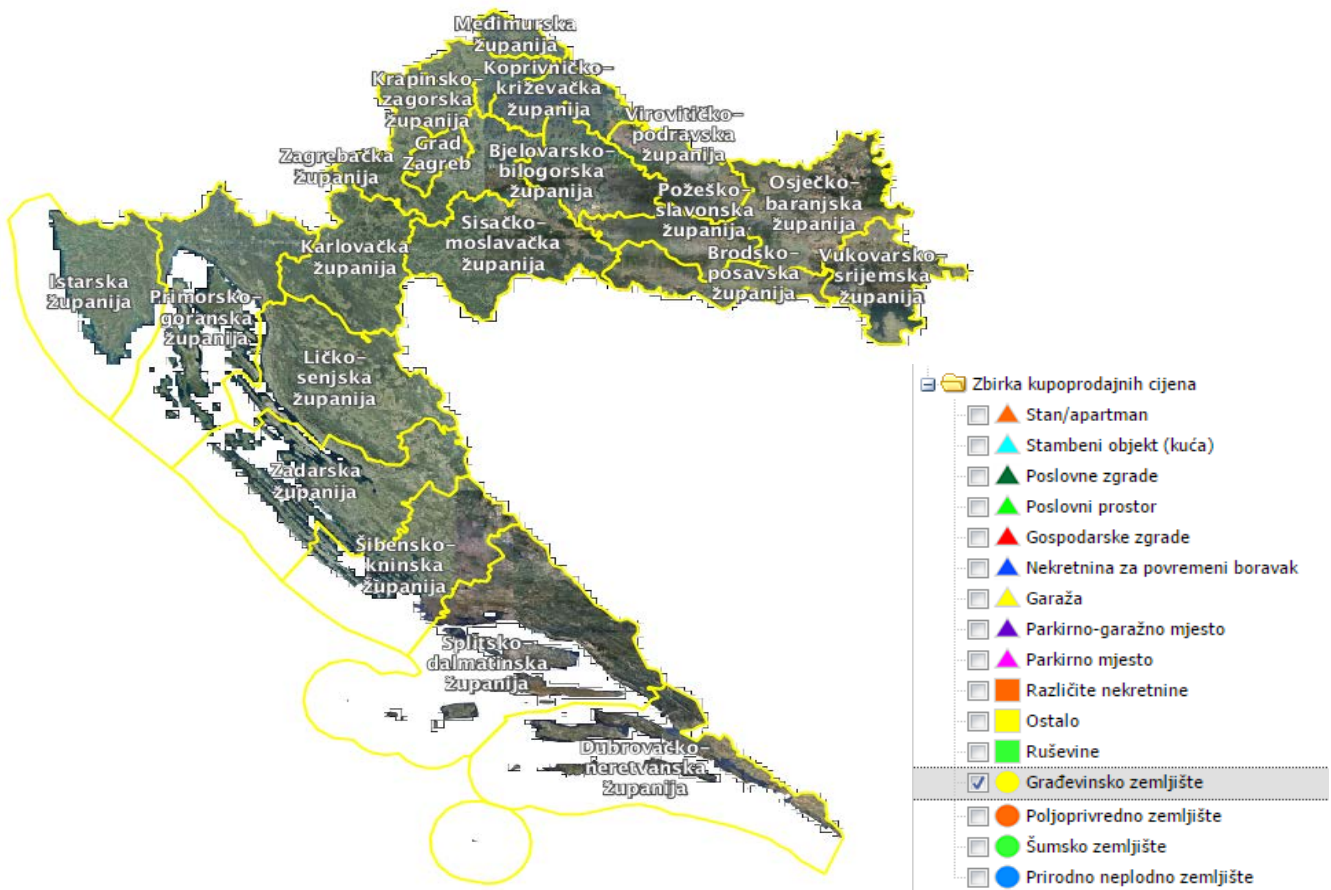 Međimurska
županija
Koprivničko-
križevačka
županija
Krapinsko-
zagorska
županija
Virovitičko-
podravska
županija
Grad
Zagreb
Zagrebačka
županija
Bjelovarsko-
bilogorska
županija
Požeško-
slavonska
županija
Osječko-
baranjska
županija
Sisačko-
moslavačka
županija
Karlovačka
županija
Brodsko-
posavska
županija
Vukovarsko-
srijemska
županija
Istarska
županija
Primorsko-
goranska
županija
Ličko-
senjska
županija
Zadarska
županija
Šibensko-
kninska
županija
Splitsko-
dalmatinska
županija
Dubrovačko-
neretvanska
županija
Zbirka kupoprodajnih cijena
Stan/apartman
Stambeni objekt (kuća)
Poslovne zgrade
Poslovni prostor
Gospodarske zgrade
Nekretnina za povremeni boravak
Garaža
Parkirno-garažno mjesto
Parkirno mjesto
Različite nekretnine
Ostalo
Ruševine
Građevinsko zemljište
Poljoprivredno zemljište
Šumsko zemljište
Prirodno neplodno zemljište